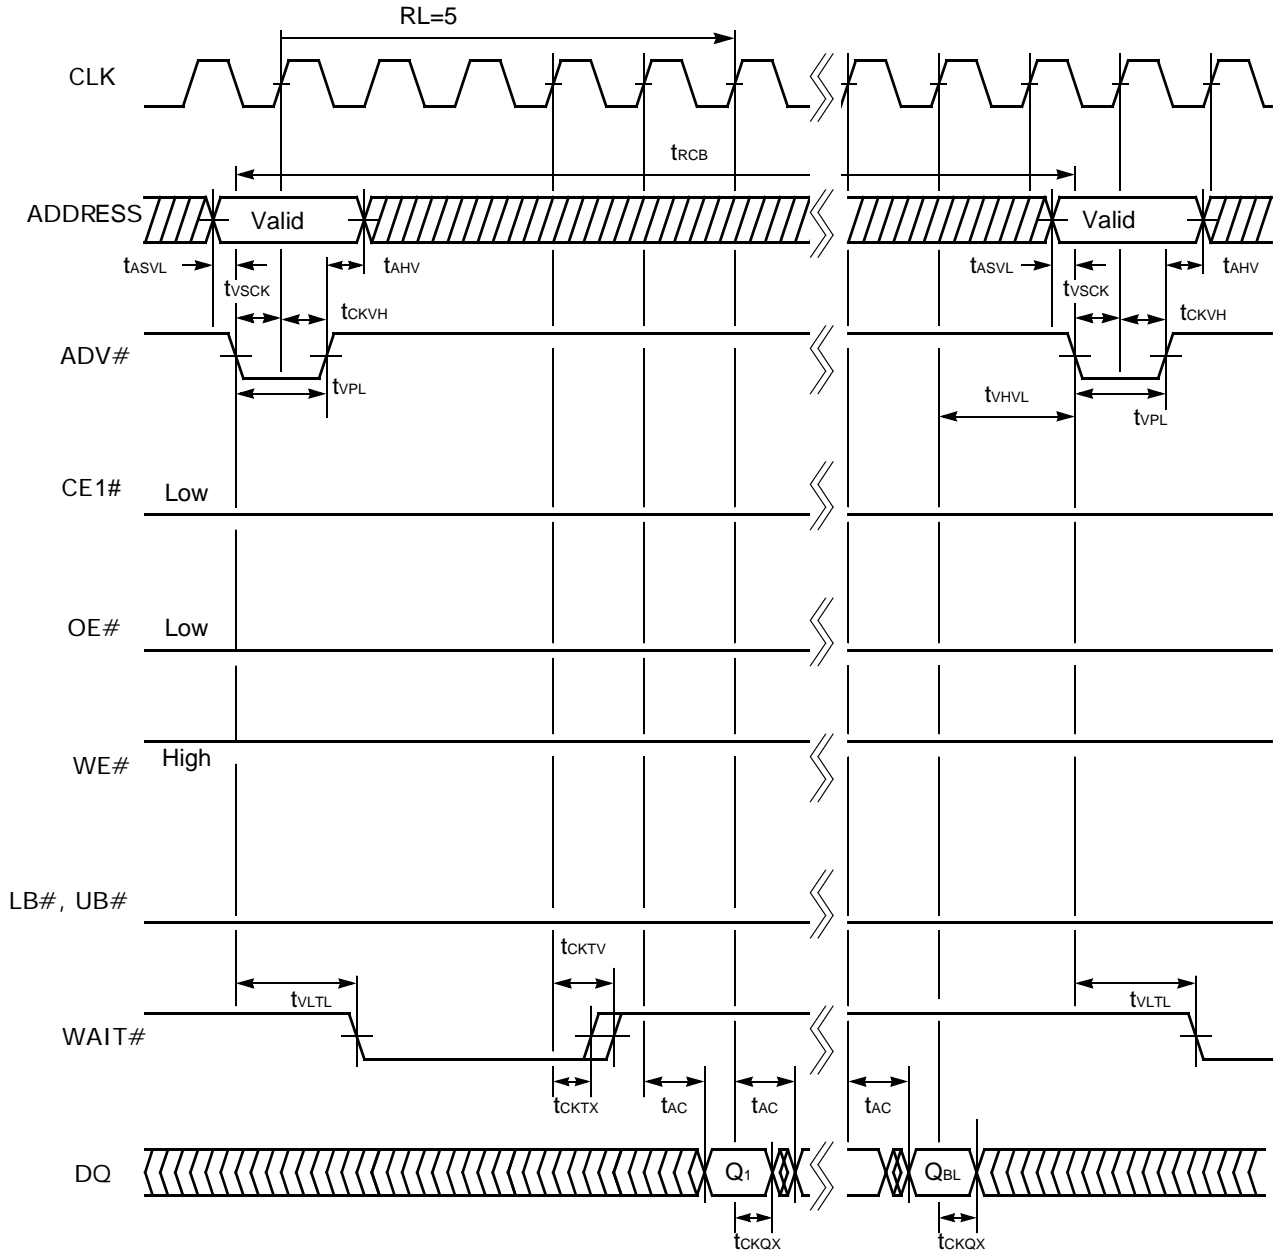 RL=5
CLK
tRCB
ADDRESS Valid Valid
tASVL tAHV tASVL tAHV
tVSCK tVSCK
tCKVH tCKVH
ADV#
tVPL tVHVL tVPL
CE1# Low
OE# Low
WE# High
LB#, UB#
tCKTV
tVLTL tVLTL
WAIT#
tCKTX tAC tAC tAC
DQ Q1 QBL
tCKQX tCKQX